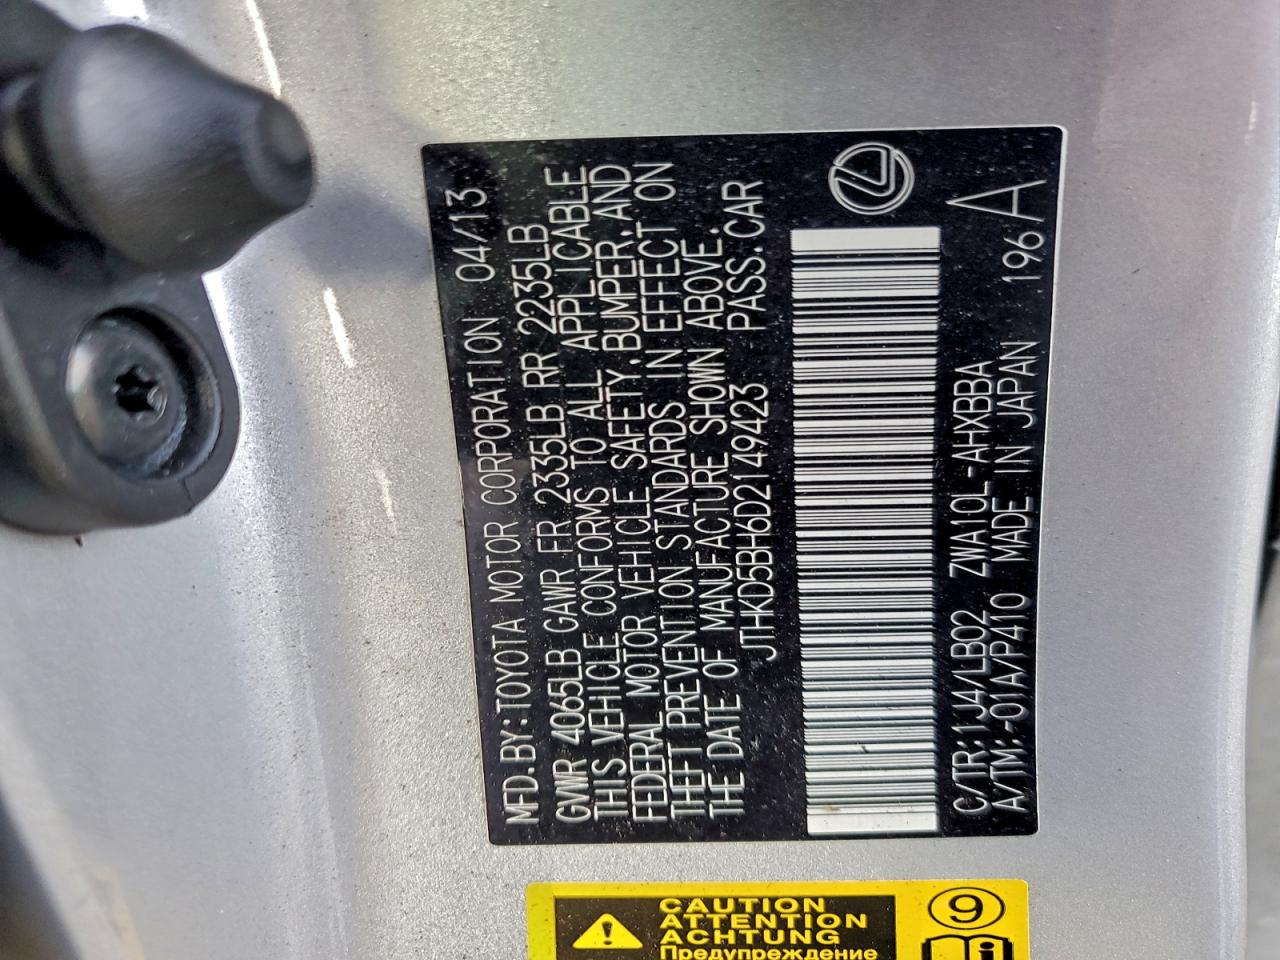 MFD.BY:TOYOTA MOTOR CORPORATION 04/13
GVWR 4065LB GAWR FR 2335LB RR 2235LB
THIS VEHICLE CONFORMS TO ALL APPLICABLE
FEDERAL MOTOR VEHICLE SAFETY,BUMPER,AND
THEFT PREVENTION STANDARDS IN EFFECT ON
THE DATE OF MANUFACTURE SHOWN ABOVE.
JTHKD5BH6D2149423 PASS.CAR
C/TR:1J4/LB02 ZWA10L-AHXBBA
A/TM:-01A/P410 MADE IN JAPAN 196 A
CAUTION
ATTENTION
ACHTUNG
Предупреждение
9